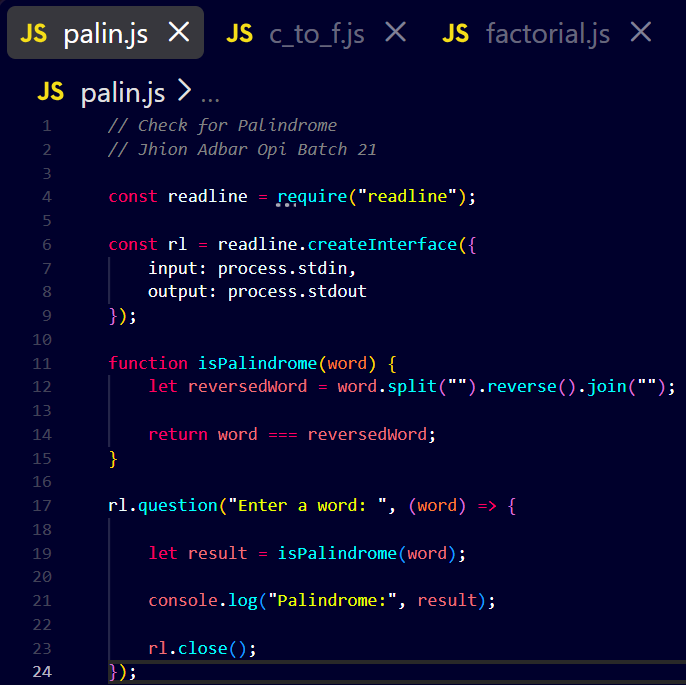 JS palin.js × JS c_to_f.js × JS factorial.js ×
JS palin.js > ...
1 // Check for Palindrome
2 // Jhion Adbar Opi Batch 21
3
4 const readline = require("readline");
5
6 const rl = readline.createInterface({
7     input: process.stdin,
8     output: process.stdout
9 });
10
11 function isPalindrome(word) {
12     let reversedWord = word.split("").reverse().join("");
13
14     return word === reversedWord;
15 }
16
17 rl.question("Enter a word: ", (word) => {
18
19     let result = isPalindrome(word);
20
21     console.log("Palindrome:", result);
22
23     rl.close();
24 });